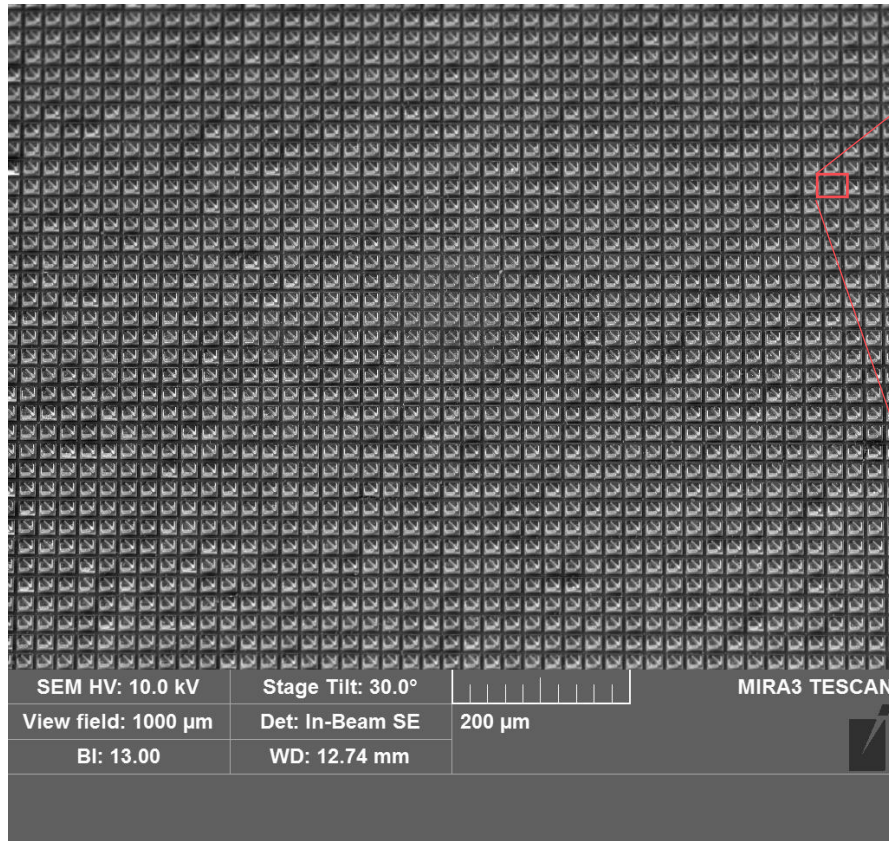 SEM HV: 10.0 kV
Stage Tilt: 30.0°
MIRA3 TESCAN
View field: 1000 µm
Det: In-Beam SE
200 µm
BI: 13.00
WD: 12.74 mm